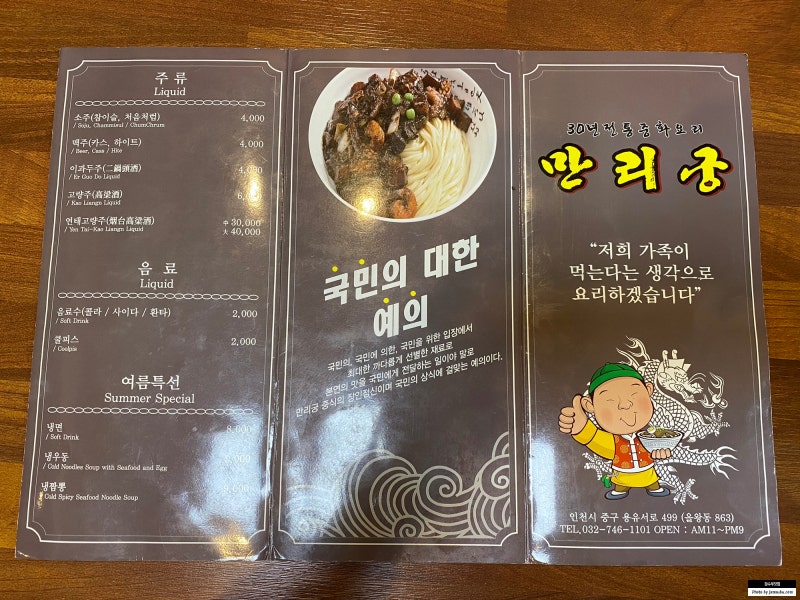 주 류
Liquid
소주(참이슬, 처음처럼) 4,000
/ Suju, Chammisul / ChumChrum
맥주(카스, 하이트) 4,000
/ Beer, Cass / Hite
이과두주(二鍋頭酒) 4,000
/ Er Guo Do Liquid
고량주(高梁酒)
/ Kao Liangn Liquid
연태고량주(烟台高梁酒) 中 30,000
/ Yen Tai-Kao Liangn Liquid 大 40,000
음 료
Liquid
음료수(콜라 / 사이다 / 환타) 2,000
/ Soft Drink
쿨피스 2,000
/ Coolpis
여름특선
Summer Special
냉면 8,000
/ Soft Drink
냉우동
/ Cold Noodles Soup with Seafood and Egg
냉짬뽕
/ Cold Spicy Seafood Noodle Soup
국민의 대한
예의
국민의, 국민에 의한, 국민을 위한 입장에서
최대한 까다롭게 선별한 재료로
본연의 맛을 국민에게 전달하는 일이야 말로
만리궁 중식의 장인정신이며 국민의 상식에 걸맞는 예의이다.
30년전통중화요리
만리궁
“저희 가족이
먹는다는 생각으로
요리하겠습니다”
인천시 중구 용유서로 499 (을왕동 863)
TEL.032-746-1101 OPEN : AM11~PM9